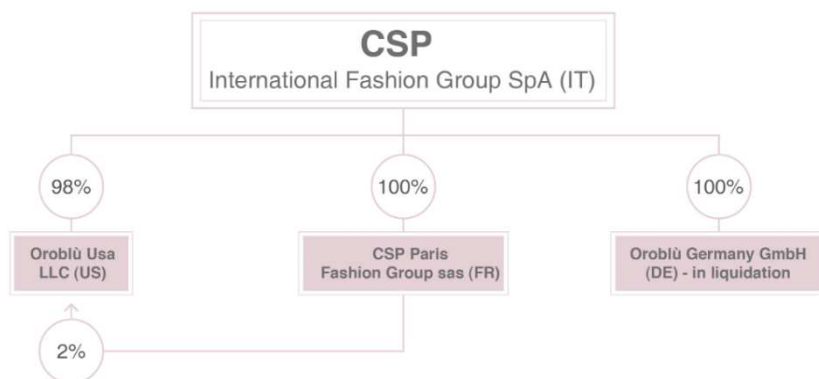 CSP
International Fashion Group SpA (IT)
98%
100%
100%
Oroblù Usa
LLC (US)
CSP Paris
Fashion Group sas (FR)
Oroblù Germany GmbH
(DE) - in liquidation
2%